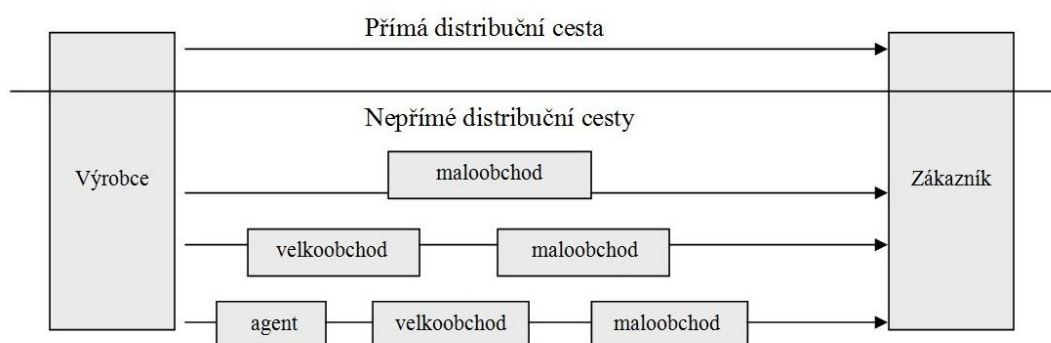 Přímá distribuční cesta
Nepřímé distribuční cesty
Výrobce
maloobchod
Zákazník
velkoobchod maloobchod
agent velkoobchod maloobchod